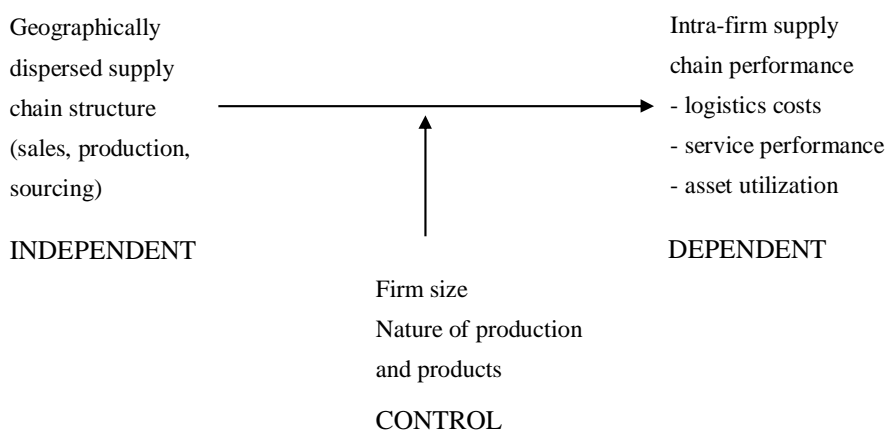 Geographically
dispersed supply
chain structure
(sales, production,
sourcing)
INDEPENDENT
Intra-firm supply
chain performance
- logistics costs
- service performance
- asset utilization
DEPENDENT
Firm size
Nature of production
and products
CONTROL